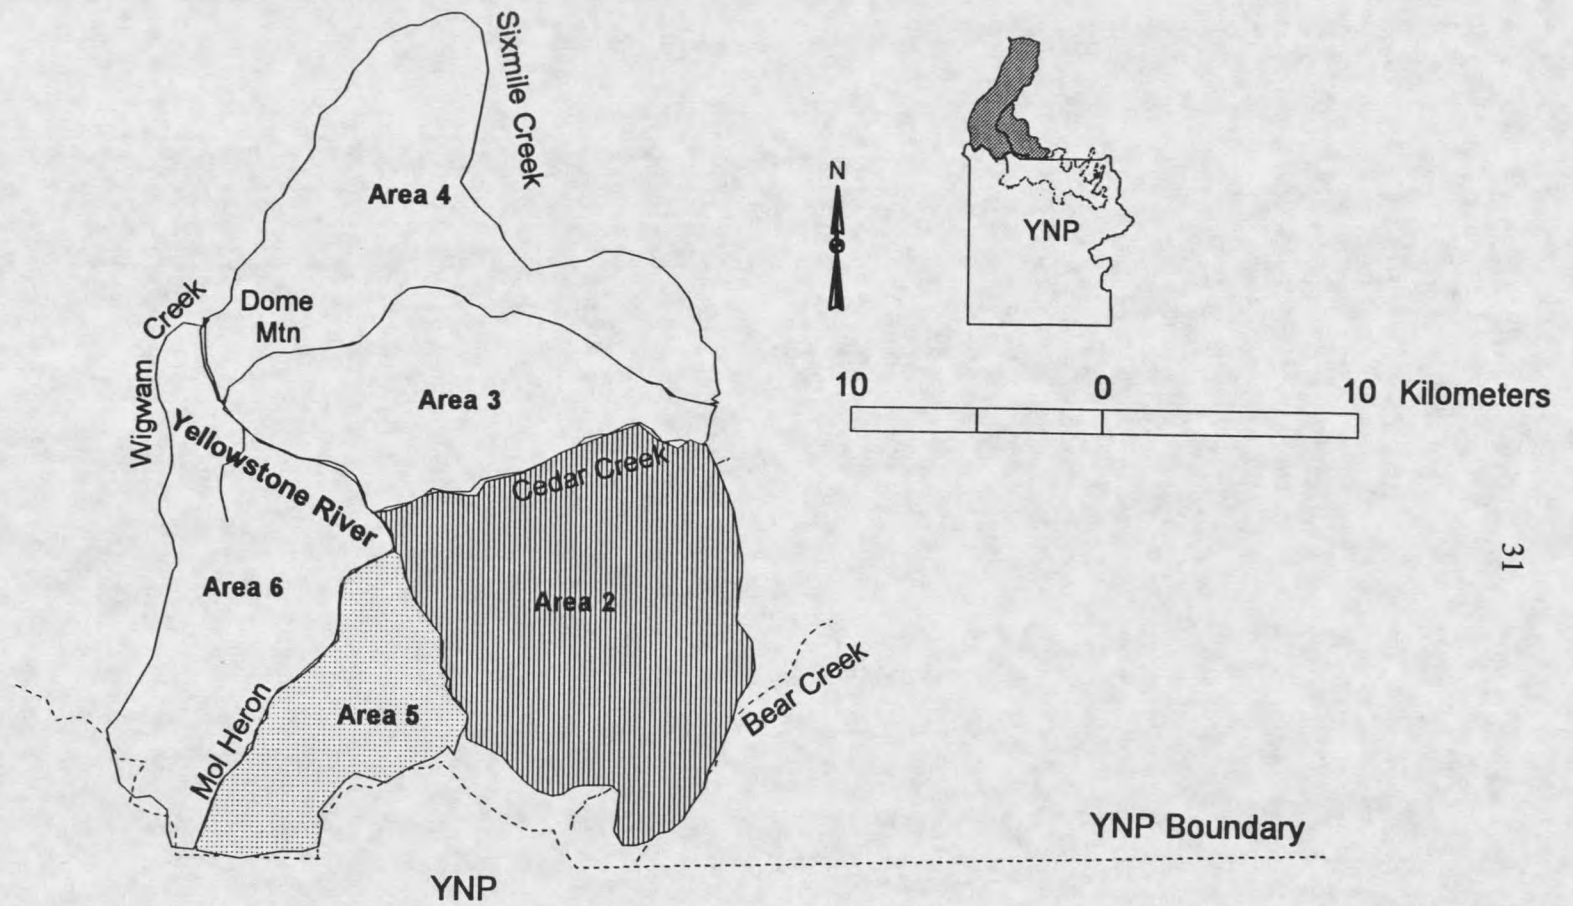 Sixmile Creek
Area 4
N
YNP
Wigwam Creek
Dome
Mtn
10 0 10 Kilometers
Area 3
Yellowstone River
Cedar Creek
31
Area 6
Area 2
Mol Heron
Area 5
Bear Creek
YNP Boundary
YNP